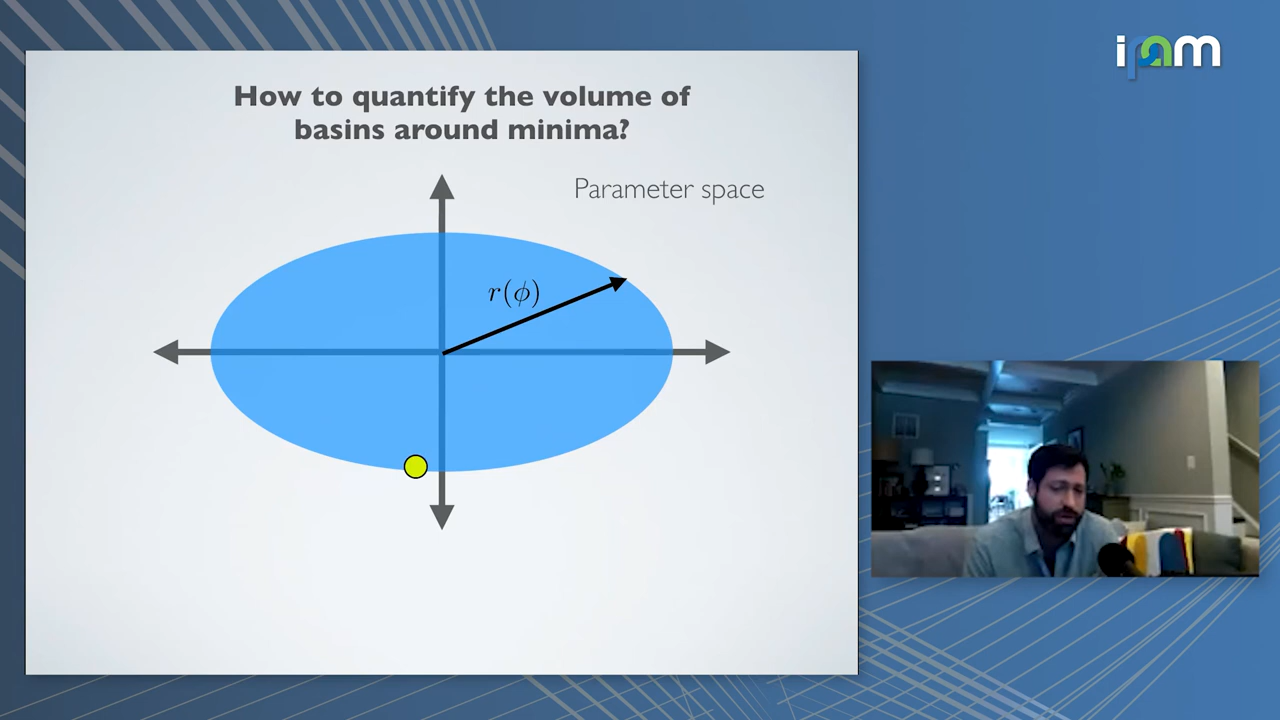 ipam
How to quantify the volume of
basins around minima?
Parameter space
r(ϕ)